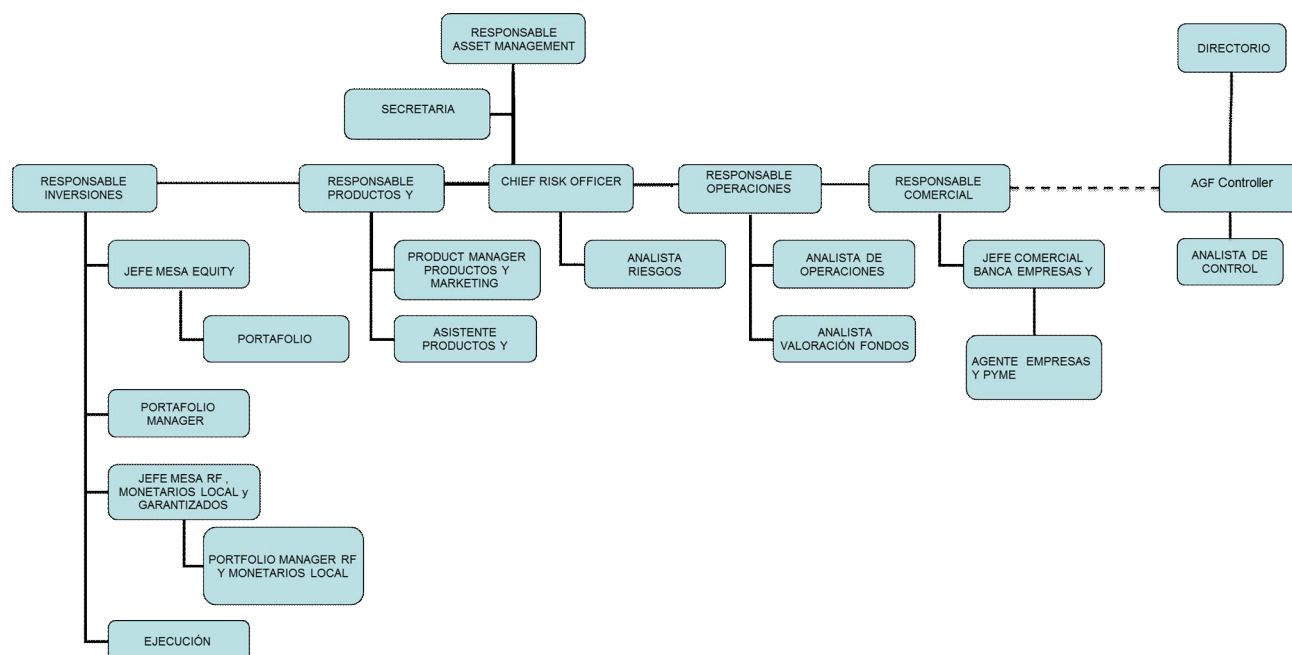 RESPONSABLE
ASSET MANAGEMENT
DIRECTORIO
SECRETARIA
RESPONSABLE
INVERSIONES
RESPONSABLE
PRODUCTOS Y
CHIEF RISK OFFICER
RESPONSABLE
OPERACIONES
RESPONSABLE
COMERCIAL
AGF Controller
JEFE MESA EQUITY
PRODUCT MANAGER
PRODUCTOS Y
MARKETING
ANALISTA
RIESGOS
ANALISTA DE
OPERACIONES
JEFE COMERCIAL
BANCA EMPRESAS Y
ANALISTA DE
CONTROL
PORTAFOLIO
ASISTENTE
PRODUCTOS Y
ANALISTA
VALORACIÓN FONDOS
AGENTE EMPRESAS
Y PYME
PORTAFOLIO
MANAGER
JEFE MESA RF ,
MONETARIOS LOCAL y
GARANTIZADOS
PORTFOLIO MANAGER RF
Y MONETARIOS LOCAL
EJECUCIÓN